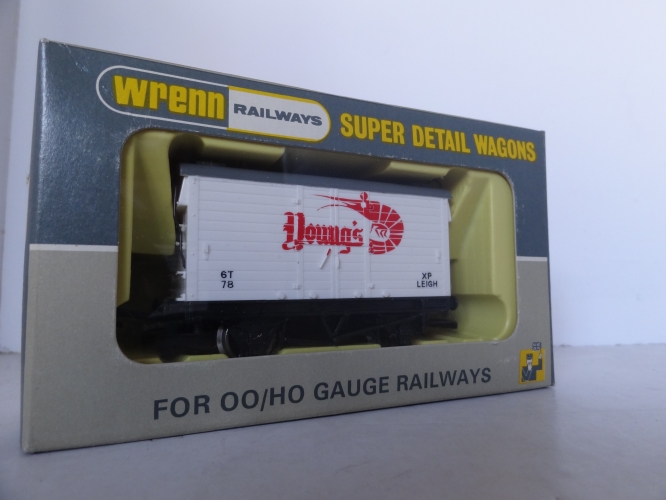 wrenn RAILWAYS
SUPER DETAIL WAGONS
Young's
6T
78
XP
LEIGH
FOR OO/HO GAUGE RAILWAYS